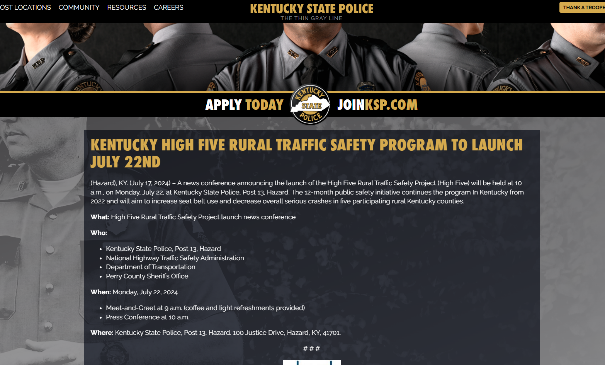 OST LOCATIONS COMMUNITY RESOURCES CAREERS
KENTUCKY STATE POLICE
THE THIN GRAY LINE
THANK A TROOPE
APPLY TODAY
KENTUCKY
STATE
POLICE
JOINKSP.COM
KENTUCKY HIGH FIVE RURAL TRAFFIC SAFETY PROGRAM TO LAUNCH
JULY 22ND
(Hazard), KY. (July 17, 2024) – A news conference announcing the launch of the High Five Rural Traffic Safety Project (High Five) will be held at 10
a.m., on Monday, July 22, at Kentucky State Police, Post 13, Hazard. The 12-month public safety initiative continues the program in Kentucky from
2022 and will aim to increase seat belt use and decrease overall serious crashes in five participating rural Kentucky counties.
What: High Five Rural Traffic Safety Project launch news conference
Who:
• Kentucky State Police, Post 13, Hazard
• National Highway Traffic Safety Administration
• Department of Transportation
• Perry County Sheriff's Office
When: Monday, July 22, 2024
• Meet-and-Greet at 9 a.m. (coffee and light refreshments provided)
• Press Conference at 10 a.m.
Where: Kentucky State Police, Post 13, Hazard. 100 Justice Drive, Hazard, KY, 41701.
# # #